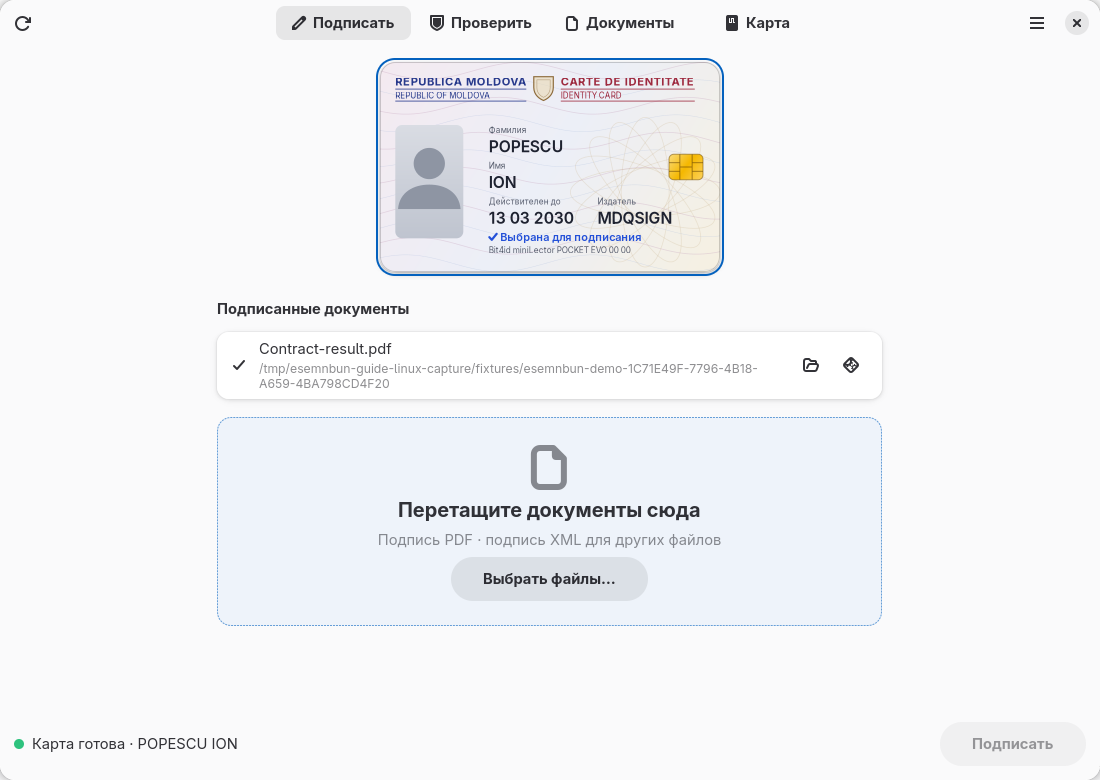 Подписать
Проверить
Документы
Карта
REPUBLICA MOLDOVA
REPUBLIC OF MOLDOVA
CARTE DE IDENTITATE
IDENTITY CARD
Фамилия
POPESCU
Имя
ION
Действителен до
Издатель
13 03 2030
MDQSIGN
Выбрана для подписания
Bit4id miniLector POCKET EVO 00 00
Подписанные документы
Contract-result.pdf
/tmp/esemnbun-guide-linux-capture/fixtures/esemnbun-demo-1C71E49F-7796-4B18-
A659-4BA798CD4F20
Перетащите документы сюда
Подпись PDF · подпись XML для других файлов
Выбрать файлы...
Карта готова · POPESCU ION
Подписать